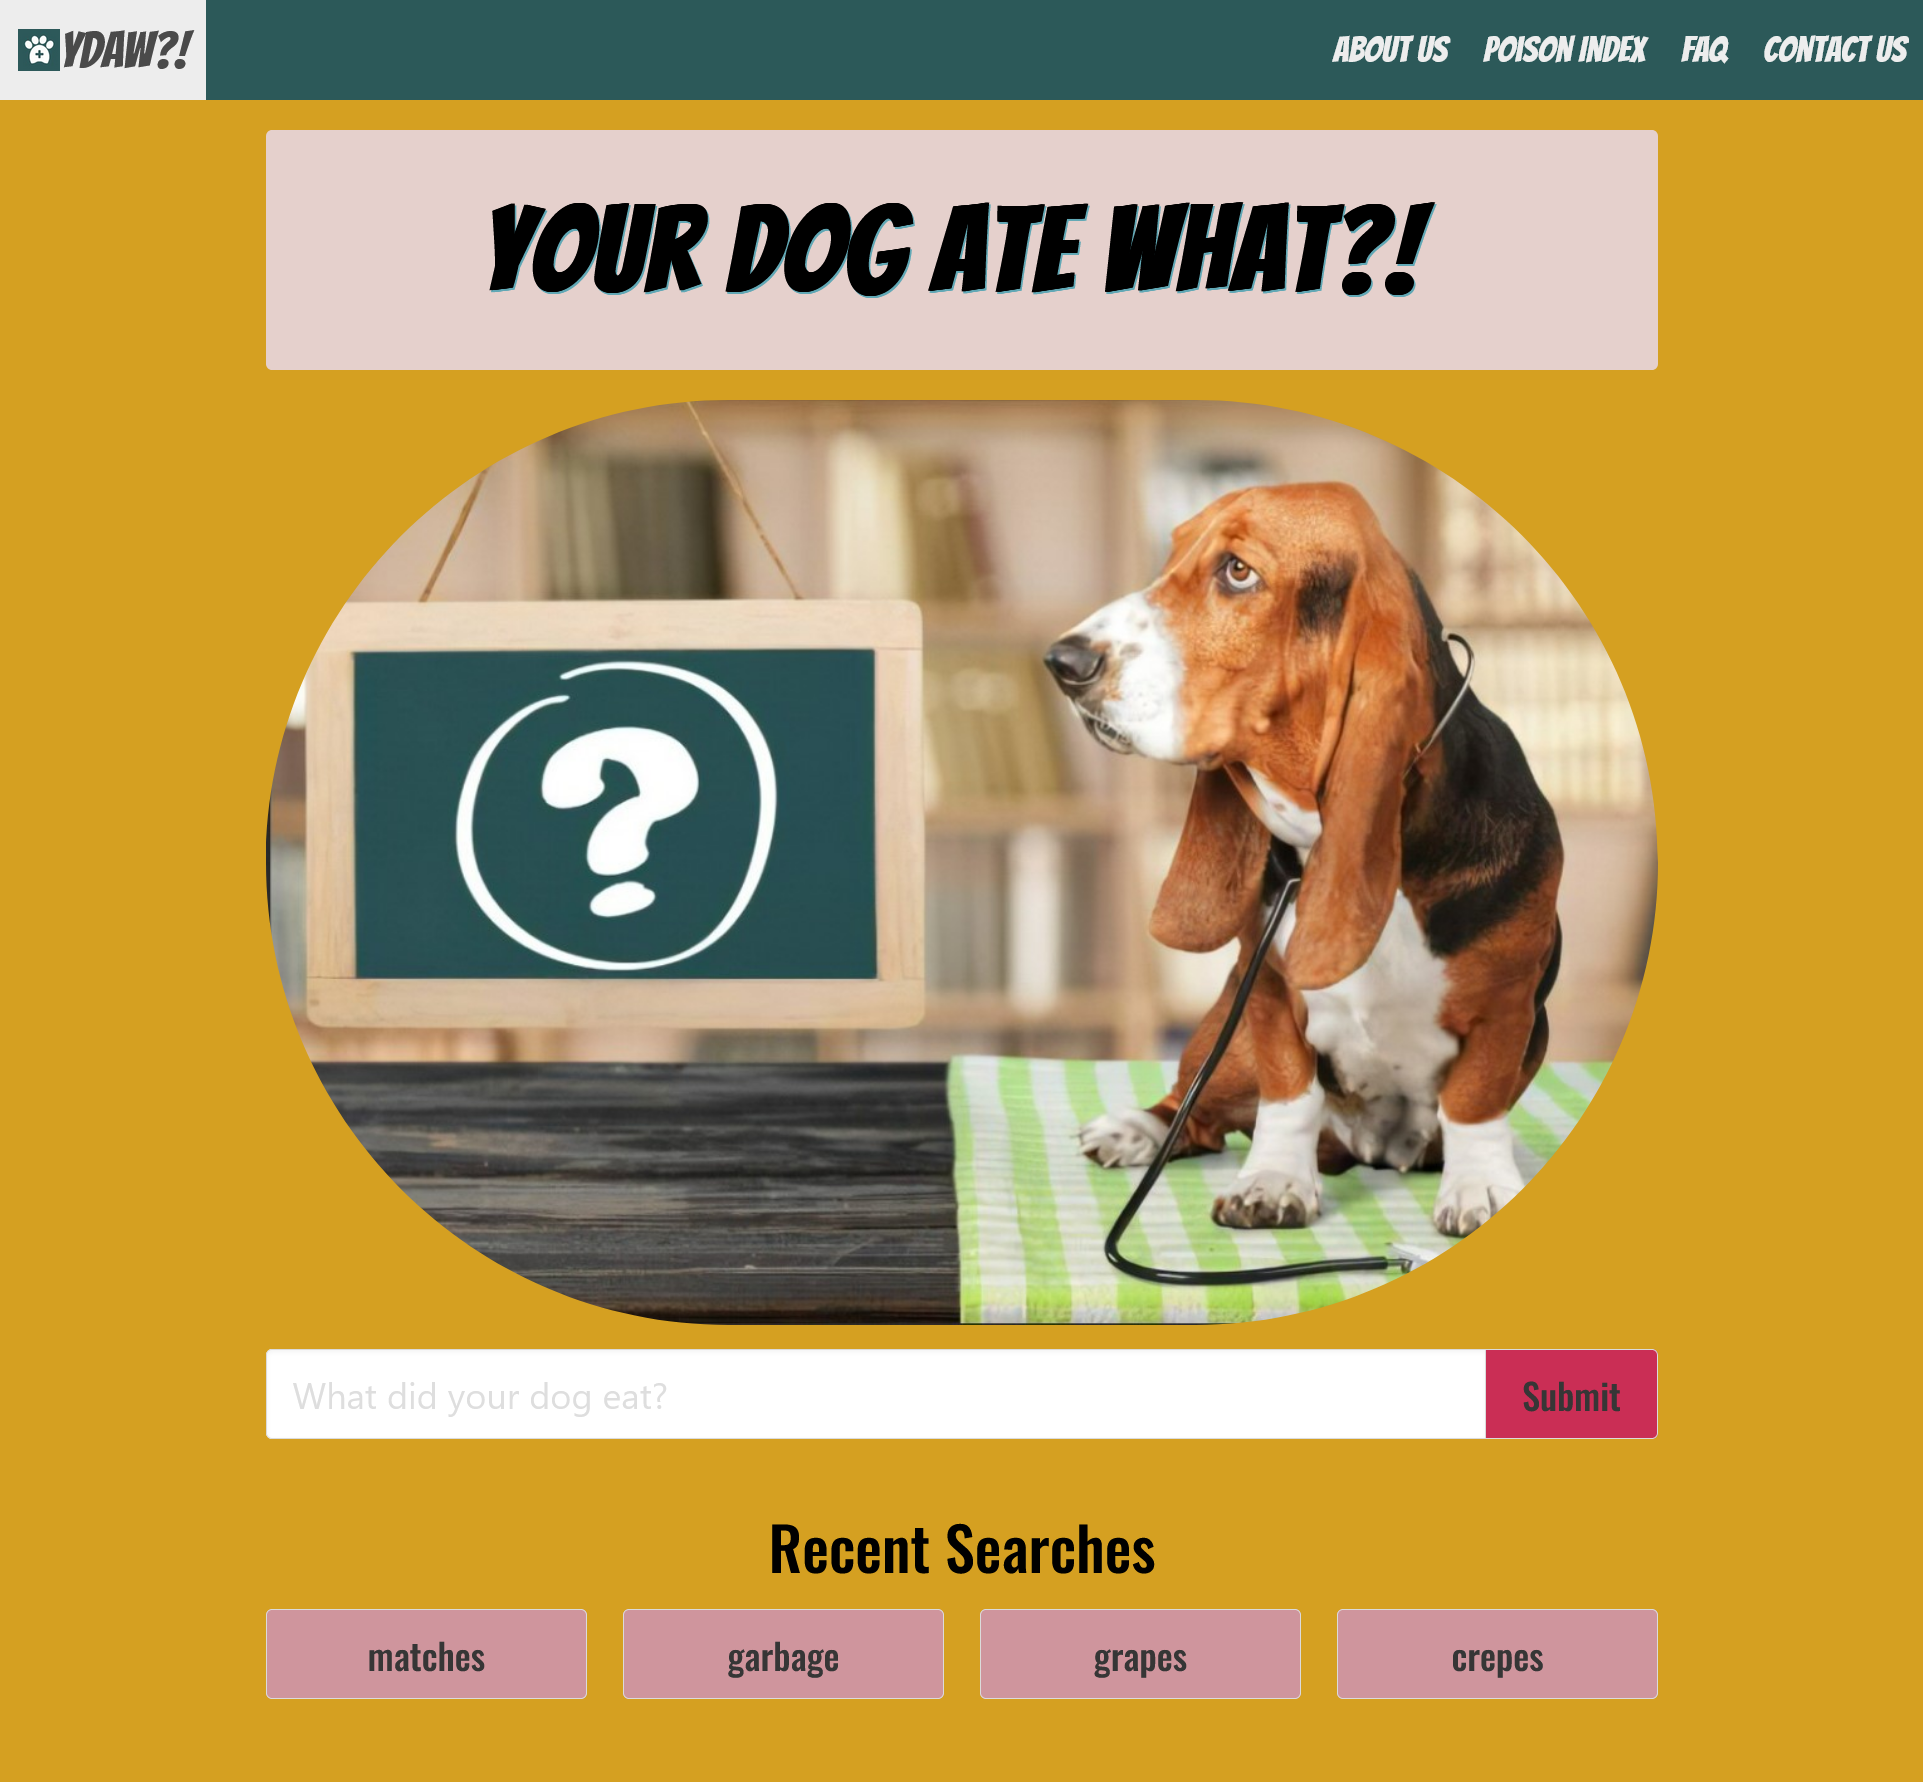 YDAW?!
ABOUT US
POISON INDEX
FAQ
CONTACT US
YOUR DOG ATE WHAT?!
?
What did your dog eat?
Submit
Recent Searches
matches
garbage
grapes
crepes